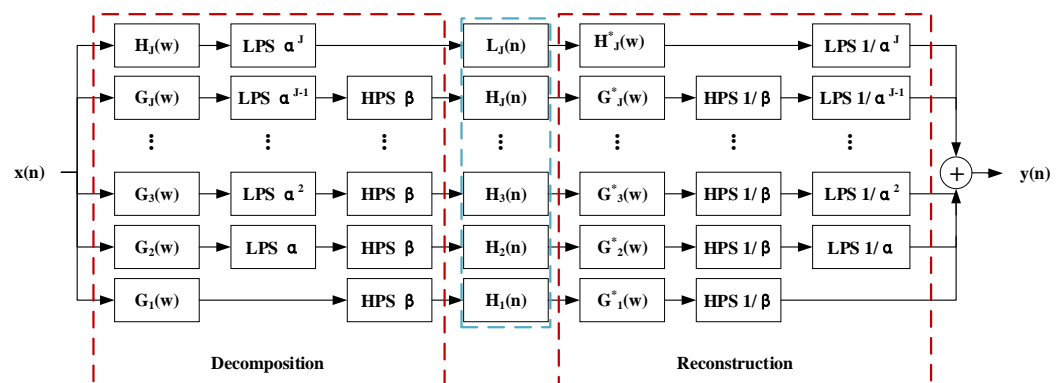 H_J(w) LPS α^J L_J(n) H^*_J(w) LPS 1/α^J
G_J(w) LPS α^{J-1} HPS β H_J(n) G^*_J(w) HPS 1/β LPS 1/α^{J-1}
⋮ ⋮ ⋮ ⋮ ⋮ ⋮ ⋮
x(n) y(n)
G_3(w) LPS α^2 HPS β H_3(n) G^*_3(w) HPS 1/β LPS 1/α^2 +
G_2(w) LPS α HPS β H_2(n) G^*_2(w) HPS 1/β LPS 1/α
G_1(w) HPS β H_1(n) G^*_1(w) HPS 1/β
Decomposition Reconstruction